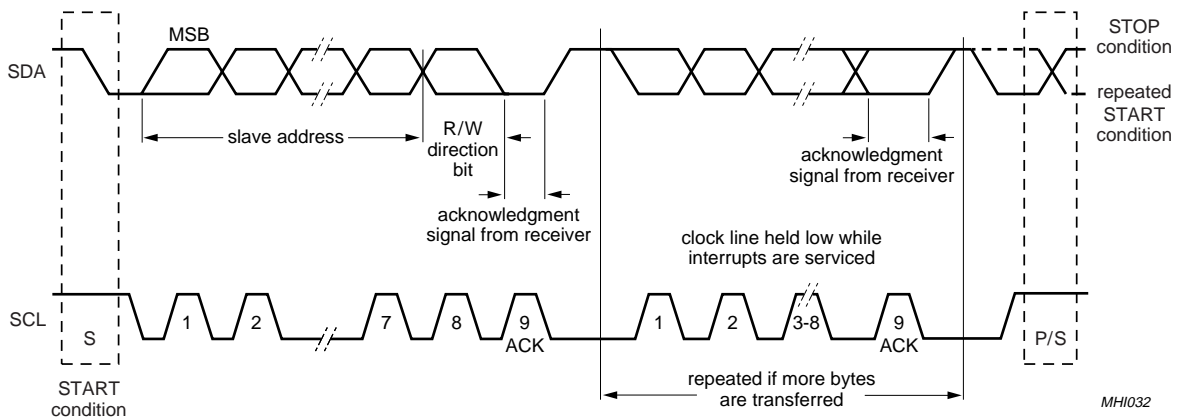 MSB
STOP
condition
SDA
repeated
START
condition
slave address
R/W
direction
bit
acknowledgment
signal from receiver
acknowledgment
signal from receiver
clock line held low while
interrupts are serviced
SCL
S
1
2
7
8
9
ACK
1
2
3-8
9
ACK
P/S
START
condition
repeated if more bytes
are transferred
MHI032